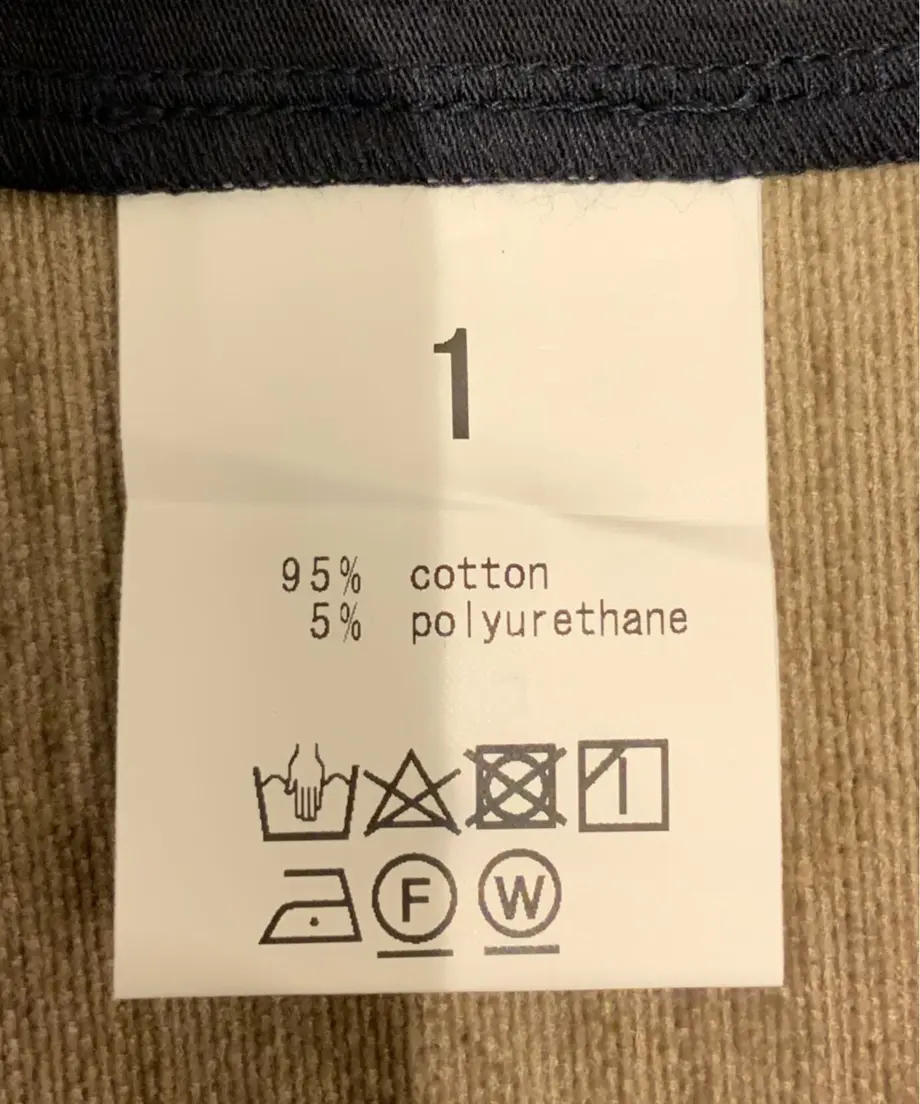 1
95% cotton
5% polyurethane
F W